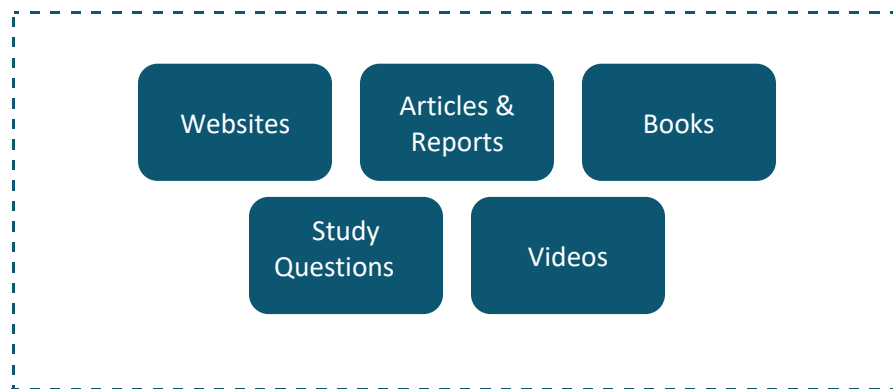 Websites
Articles &
Reports
Books
Study
Questions
Videos